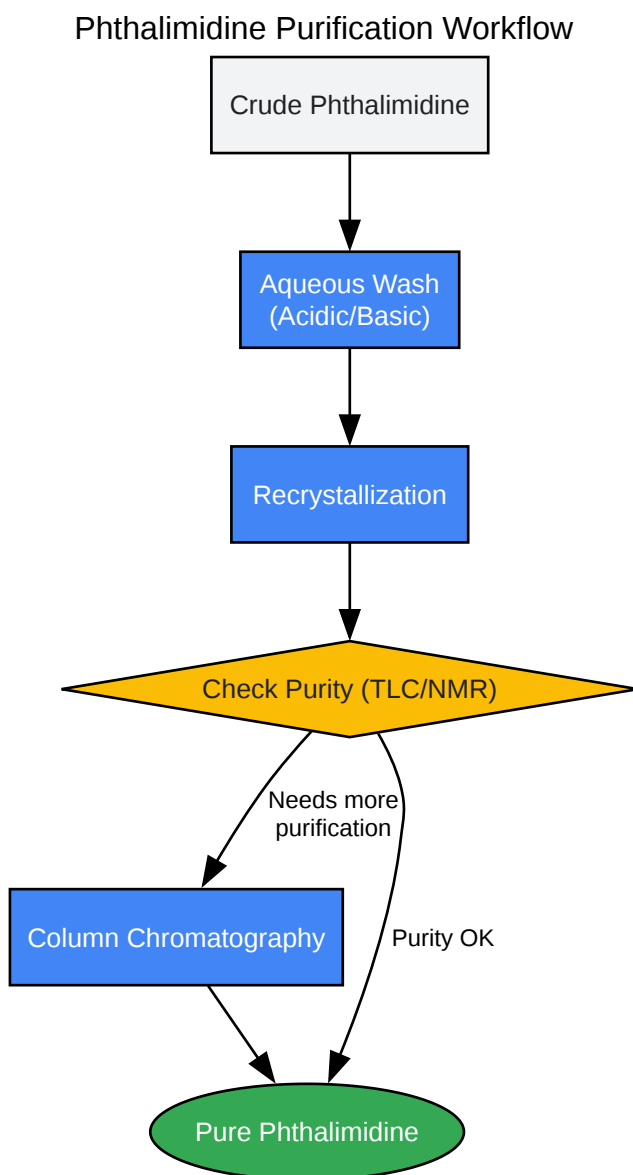 Phthalimidine Purification Workflow
Crude Phthalimidine
Aqueous Wash
(Acidic/Basic)
Recrystallization
Check Purity (TLC/NMR)
Needs more
purification
Column Chromatography
Purity OK
Pure Phthalimidine